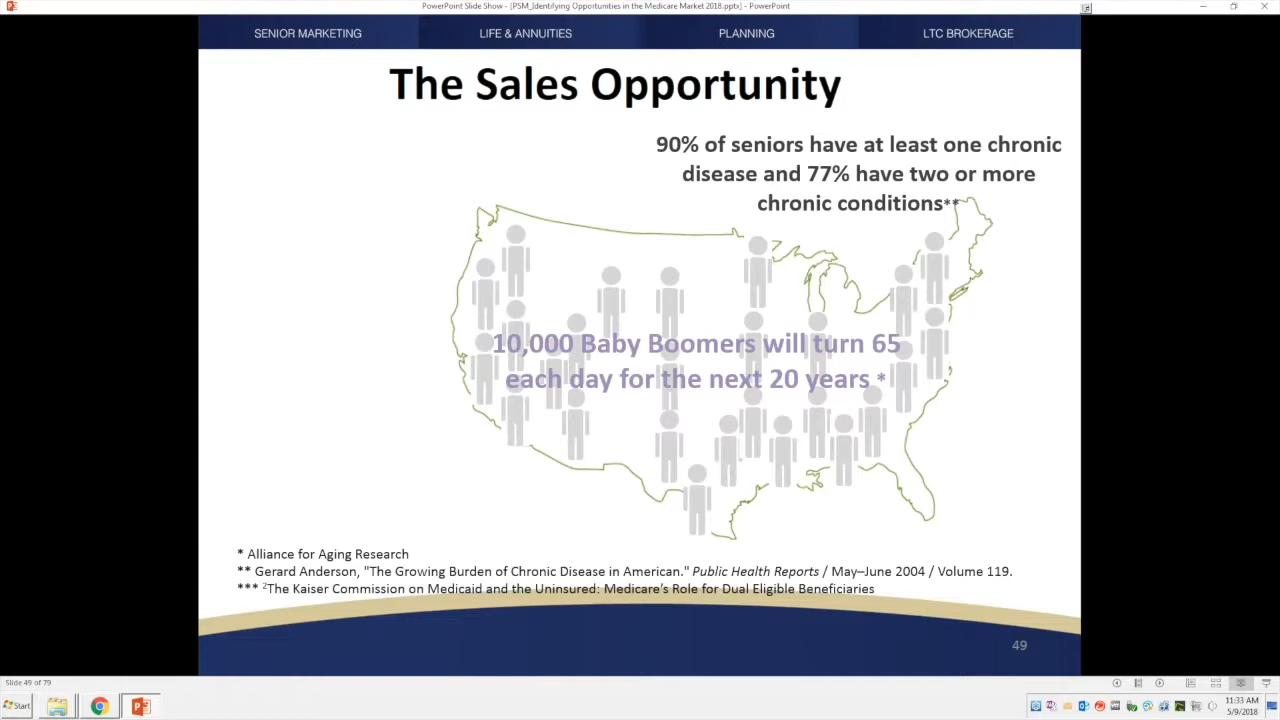 PowerPoint Slide Show - [PSM_Identifying Opportunities in the Medicare Market 2018.pptx] - PowerPoint
SENIOR MARKETING
LIFE & ANNUITIES
PLANNING
LTC BROKERAGE
The Sales Opportunity
90% of seniors have at least one chronic
disease and 77% have two or more
chronic conditions**
10,000 Baby Boomers will turn 65
each day for the next 20 years *
* Alliance for Aging Research
** Gerard Anderson, "The Growing Burden of Chronic Disease in American." Public Health Reports / May–June 2004 / Volume 119.
*** ²The Kaiser Commission on Medicaid and the Uninsured: Medicare’s Role for Dual Eligible Beneficiaries
49
Slide 49 of 79
Start
11:33 AM
5/9/2018